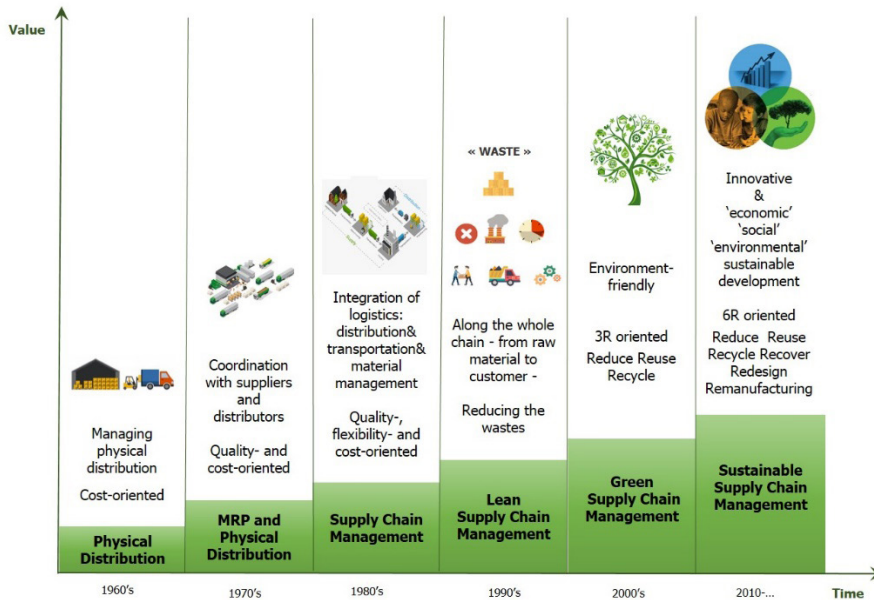 Value
Managing
physical
distribution
Cost-oriented
Physical
Distribution
1960's
Coordination
with suppliers
and
distributors
Quality- and
cost-oriented
MRP and
Physical
Distribution
1970's
Integration of
logistics:
distribution&
transportation&
material
management
Quality-,
flexibility- and
cost-oriented
Supply Chain
Management
1980's
« WASTE »
Along the whole
chain - from raw
material to
customer -
Reducing the
wastes
Lean
Supply Chain
Management
1990's
Environment-
friendly
3R oriented
Reduce Reuse
Recycle
Green
Supply Chain
Management
2000's
Innovative
&
‘economic’
‘social’
‘environmental’
sustainable
development
6R oriented
Reduce Reuse
Recycle Recover
Redesign
Remanufacturing
Sustainable
Supply Chain
Management
2010-...
Time